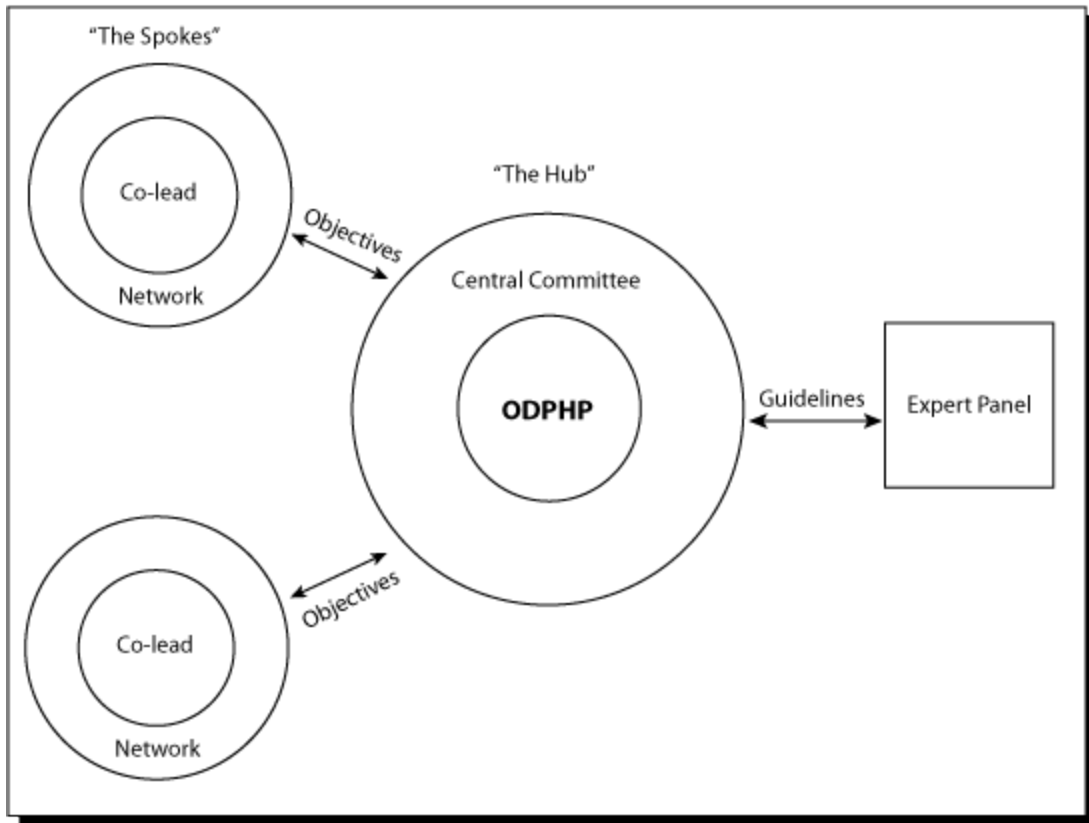 “The Spokes”
Co-lead
Network
Objectives
“The Hub”
Central Committee
ODPHP
Guidelines
Expert Panel
Objectives
Co-lead
Network